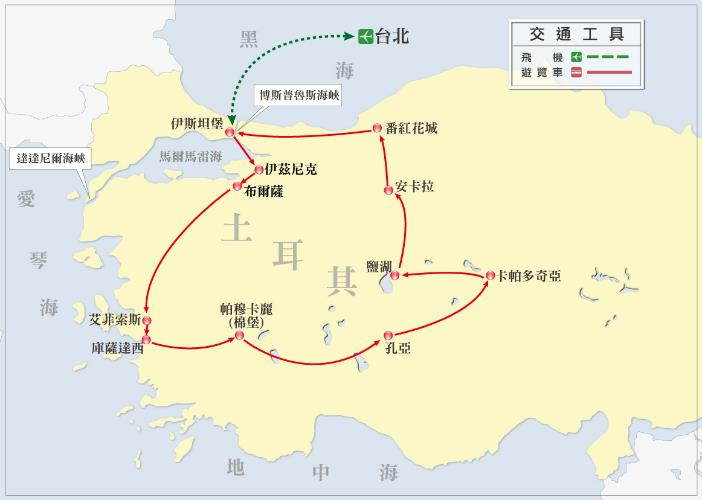 黑
海
台北
交通工具
飛機
遊覽車
博斯普魯斯海峽
伊斯坦堡
番紅花城
馬爾馬雷海
達達尼爾海峽
伊茲尼克
布爾薩
安卡拉
愛
琴
海
土
耳
其
鹽湖
卡帕多奇亞
艾菲索斯
帕穆卡麗
(棉堡)
庫薩達西
孔亞
地中海